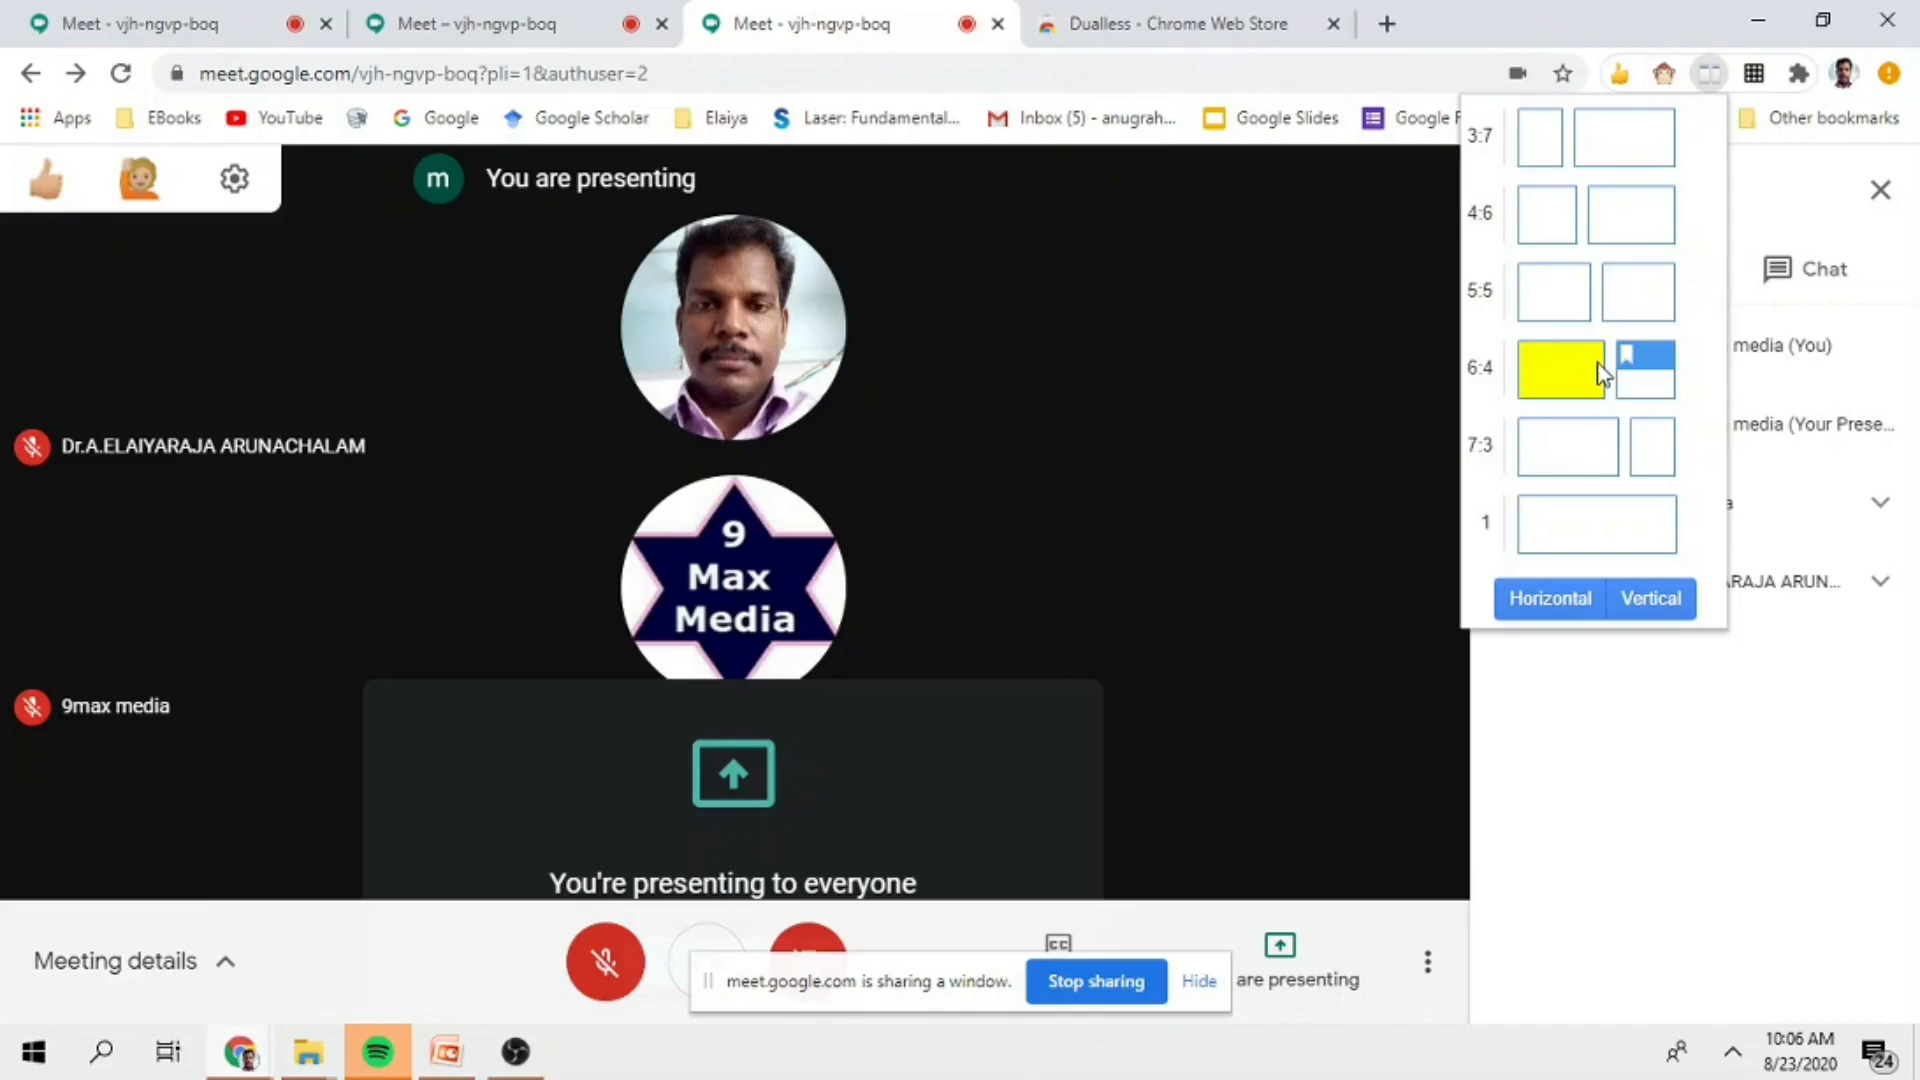 Meet - vjh-ngvp-boq
Meet – vjh-ngvp-boq
Meet - vjh-ngvp-boq
Dualless - Chrome Web Store
meet.google.com/vjh-ngvp-boq?pli=1&authuser=2
Apps
EBooks
YouTube
Google
Google Scholar
Elaiya
Laser: Fundamental...
Inbox (5) - anugrah...
Google Slides
Google F
Other bookmarks
m
You are presenting
3:7
4:6
5:5
6:4
7:3
1
Horizontal
Vertical
Chat
media (You)
media (Your Prese...
ARAJA ARUN...
Dr.A.ELAIYARAJA ARUNACHALAM
9
Max
Media
9max media
You're presenting to everyone
Meeting details
meet.google.com is sharing a window.
Stop sharing
Hide
are presenting
10:06 AM
8/23/2020
24